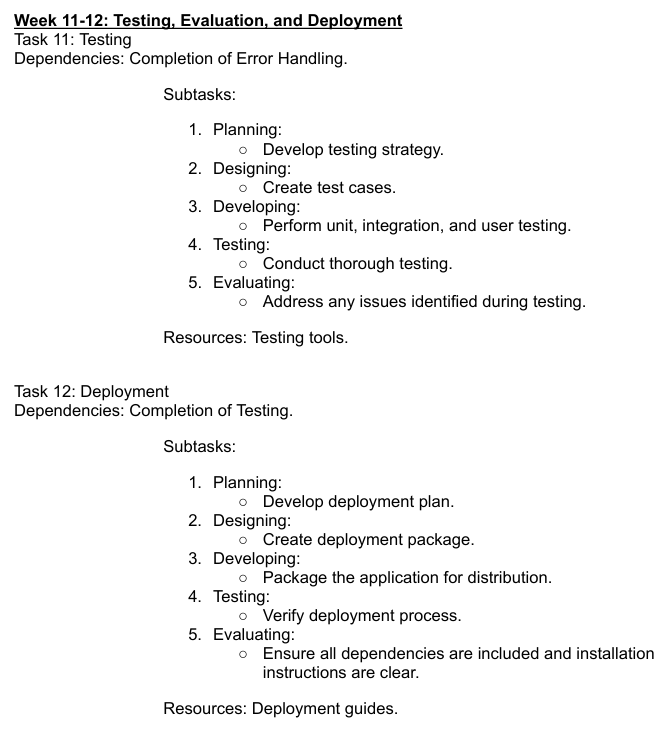 Week 11-12: Testing, Evaluation, and Deployment
Task 11: Testing
Dependencies: Completion of Error Handling.
Subtasks:
1. Planning:
○ Develop testing strategy.
2. Designing:
○ Create test cases.
3. Developing:
○ Perform unit, integration, and user testing.
4. Testing:
○ Conduct thorough testing.
5. Evaluating:
○ Address any issues identified during testing.
Resources: Testing tools.
Task 12: Deployment
Dependencies: Completion of Testing.
Subtasks:
1. Planning:
○ Develop deployment plan.
2. Designing:
○ Create deployment package.
3. Developing:
○ Package the application for distribution.
4. Testing:
○ Verify deployment process.
5. Evaluating:
○ Ensure all dependencies are included and installation
instructions are clear.
Resources: Deployment guides.